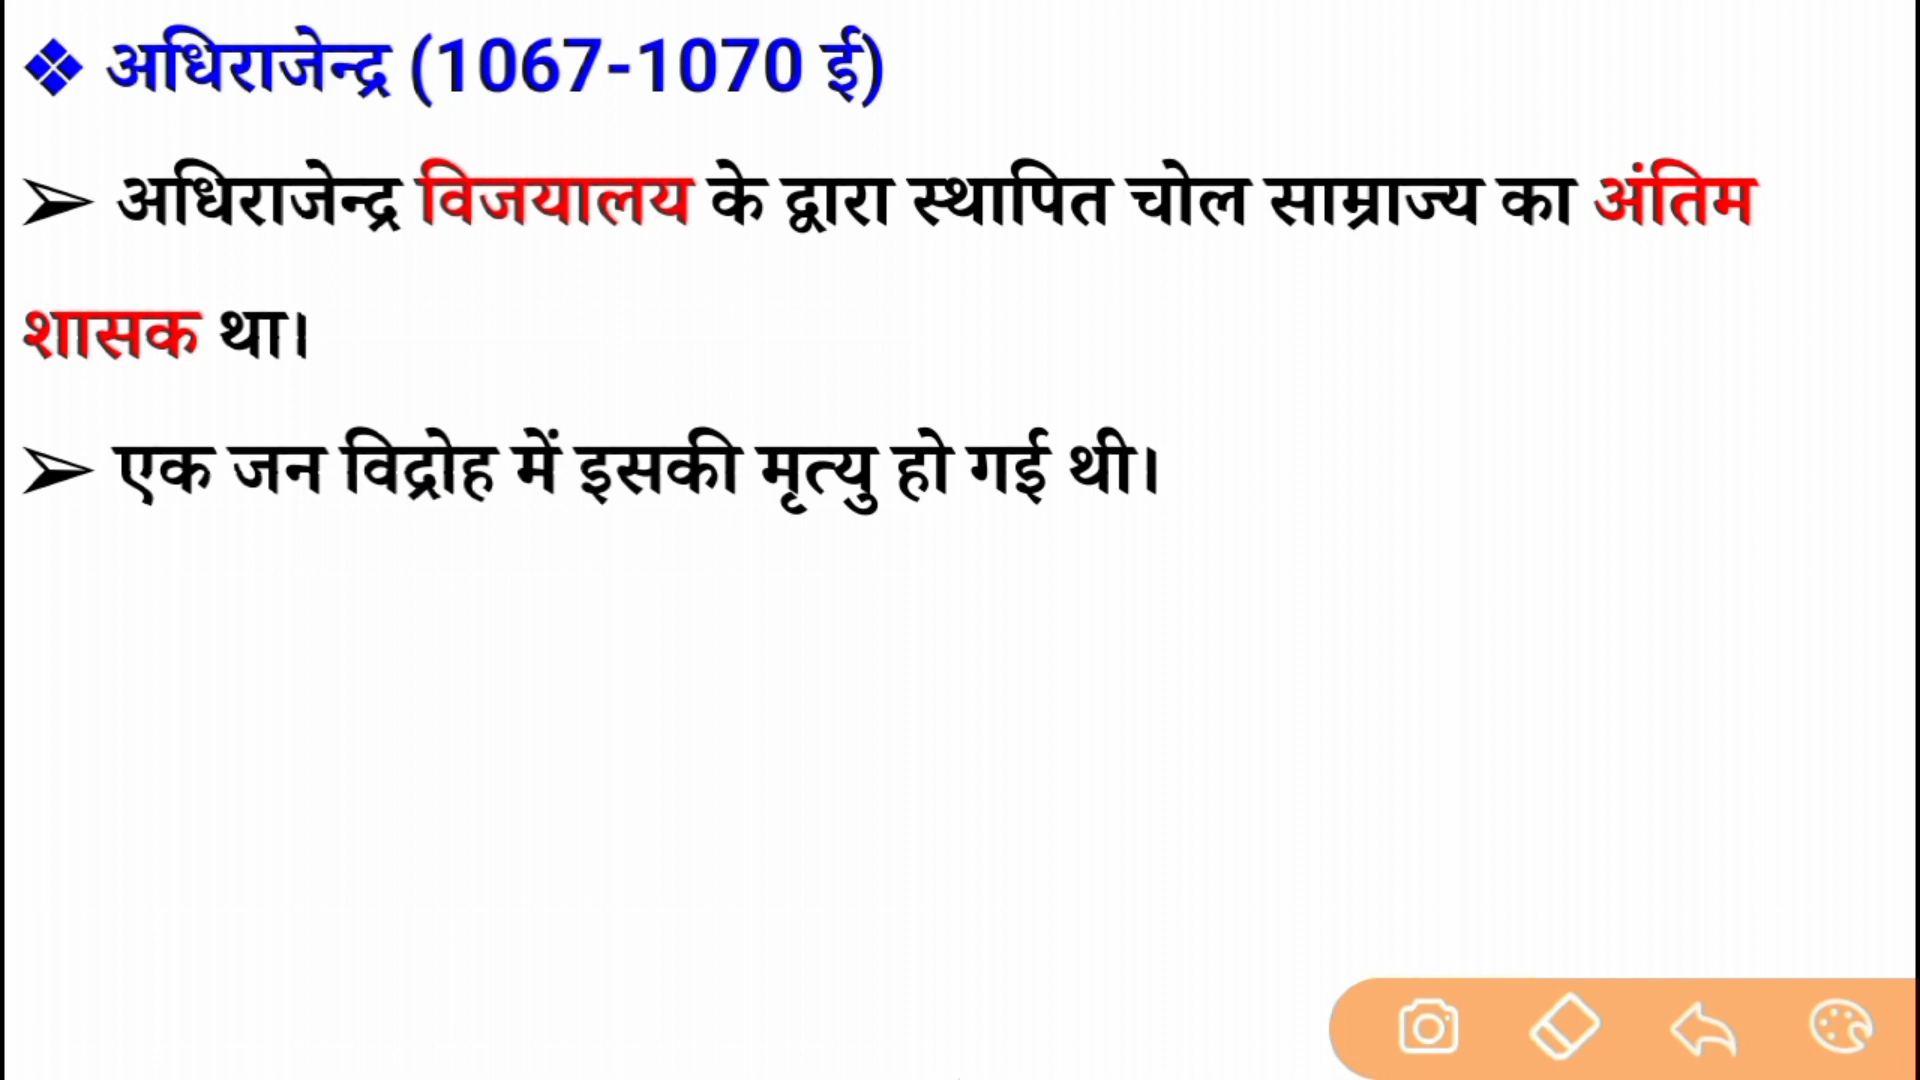 ❖ अधिराजेन्द्र (1067-1070 ई)
➢ अधिराजेन्द्र विजयालय के द्वारा स्थापित चोल साम्राज्य का अंतिम
शासक था।
➢ एक जन विद्रोह में इसकी मृत्यु हो गई थी।